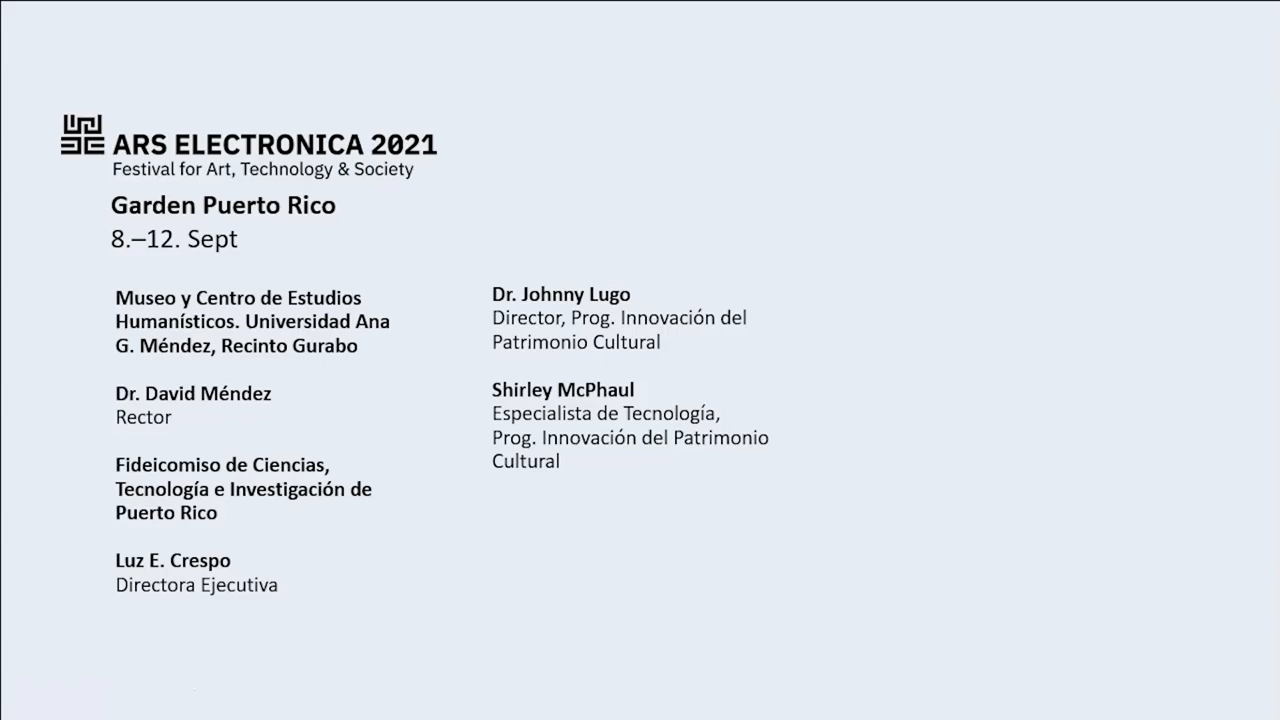 ARS ELECTRONICA 2021
Festival for Art, Technology & Society
Garden Puerto Rico
8.–12. Sept
Museo y Centro de Estudios
Humanísticos. Universidad Ana
G. Méndez, Recinto Gurabo
Dr. David Méndez
Rector
Fideicomiso de Ciencias,
Tecnología e Investigación de
Puerto Rico
Luz E. Crespo
Directora Ejecutiva
Dr. Johnny Lugo
Director, Prog. Innovación del
Patrimonio Cultural
Shirley McPhaul
Especialista de Tecnología,
Prog. Innovación del Patrimonio
Cultural